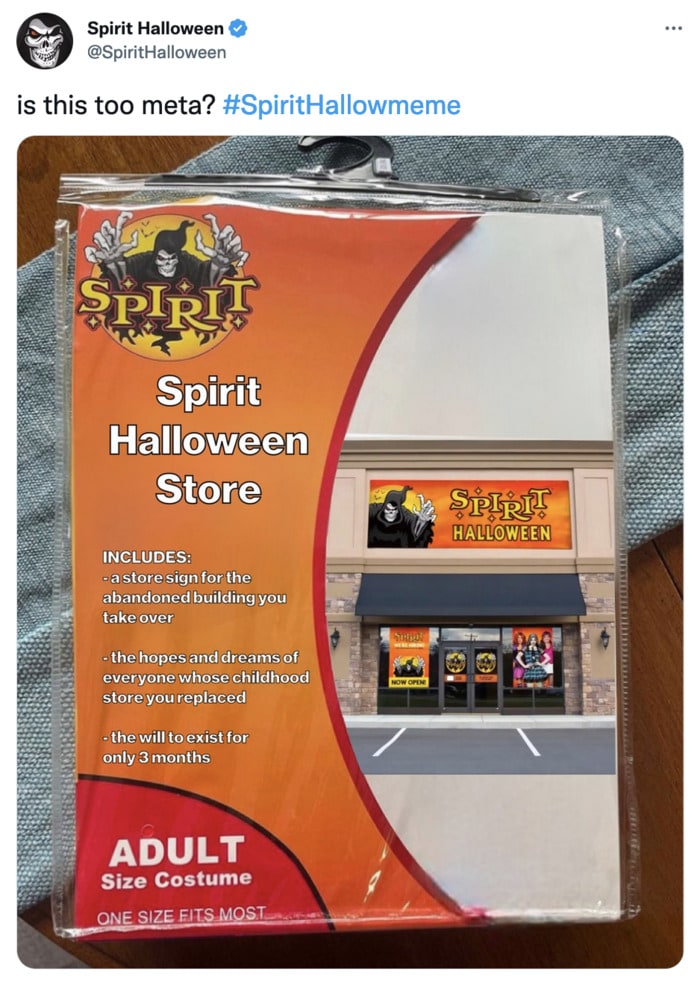 Spirit Halloween
@SpiritHalloween
is this too meta? #SpiritHallowmeme
SPIRIT
Spirit
Halloween
Store
INCLUDES:
- a store sign for the
abandoned building you
take over
- the hopes and dreams of
everyone whose childhood
store you replaced
- the will to exist for
only 3 months
ADULT
Size Costume
ONE SIZE FITS MOST
SPIRIT
HALLOWEEN
SPIRIT
NOW OPEN!